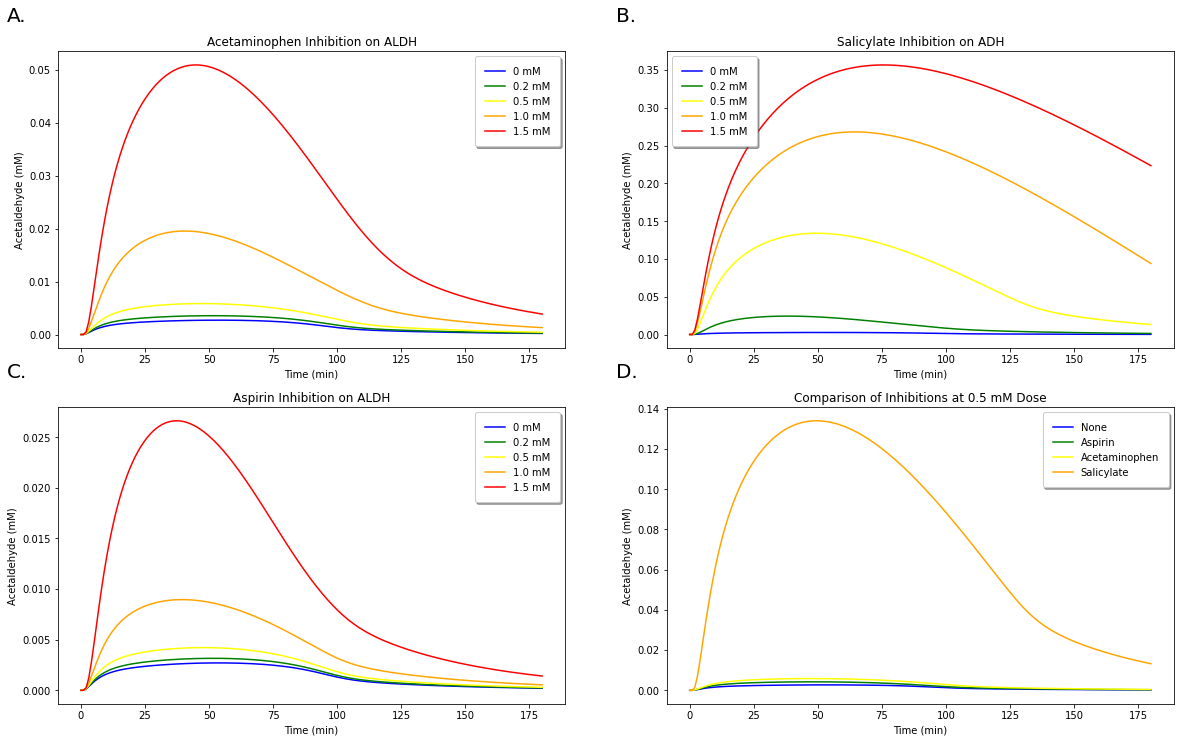 A.
Acetaminophen Inhibition on ALDH
0 mM
0.2 mM
0.5 mM
1.0 mM
1.5 mM
Acetaldehyde (mM)
0.05
0.04
0.03
0.02
0.01
0.00
0 25 50 75 100 125 150 175
Time (min)
B.
Salicylate Inhibition on ADH
0 mM
0.2 mM
0.5 mM
1.0 mM
1.5 mM
Acetaldehyde (mM)
0.35
0.30
0.25
0.20
0.15
0.10
0.05
0.00
0 25 50 75 100 125 150 175
Time (min)
C.
Aspirin Inhibition on ALDH
0 mM
0.2 mM
0.5 mM
1.0 mM
1.5 mM
Acetaldehyde (mM)
0.025
0.020
0.015
0.010
0.005
0.000
0 25 50 75 100 125 150 175
Time (min)
D.
Comparison of Inhibitions at 0.5 mM Dose
None
Aspirin
Acetaminophen
Salicylate
Acetaldehyde (mM)
0.14
0.12
0.10
0.08
0.06
0.04
0.02
0.00
0 25 50 75 100 125 150 175
Time (min)